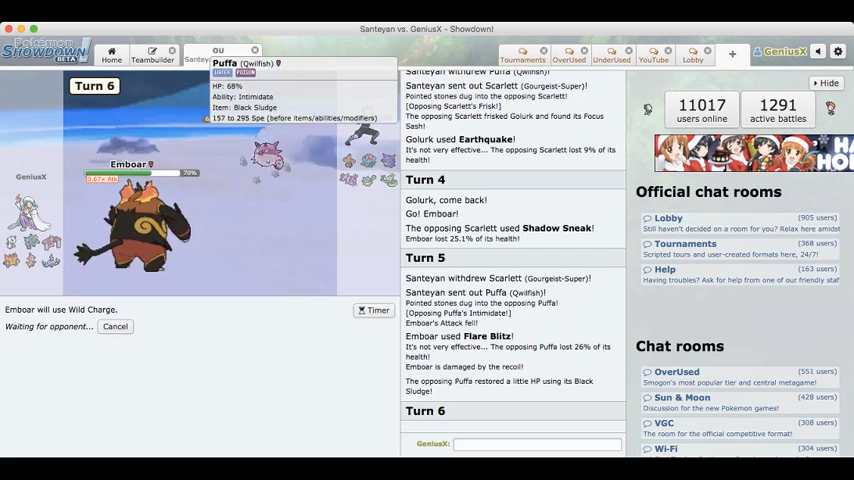 Santeyan vs. GeniusX - Showdown!
Pokémon
SHOWDOWN
BETA
Home
Teambuilder
OU
Santey
Tournaments
OverUsed
UnderUsed
YouTube
Lobby
GeniusX
Puffa (Qwilfish)
WATER POISON
HP: 68%
Ability: Intimidate
Item: Black Sludge
157 to 295 Spe (before items/abilities/modifiers)
Turn 6
Emboar
70%
0.67× Atk
GeniusX
Emboar will use Wild Charge.
Waiting for opponent...
Cancel
Timer
Santeyan withdrew Puffa (Qwilfish)!
Santeyan sent out Scarlett (Gourgeist-Super)!
Pointed stones dug into the opposing Scarlett!
[Opposing Scarlett's Frisk!]
The opposing Scarlett frisked Golurk and found its Focus
Sash!
Golurk used Earthquake!
It's not very effective... The opposing Scarlett lost 9% of its
health!
Turn 4
Golurk, come back!
Go! Emboar!
The opposing Scarlett used Shadow Sneak!
Emboar lost 25.1% of its health!
Turn 5
Santeyan withdrew Scarlett (Gourgeist-Super)!
Santeyan sent out Puffa (Qwilfish)!
Pointed stones dug into the opposing Puffa!
[Opposing Puffa's Intimidate!]
Emboar's Attack fell!
Emboar used Flare Blitz!
It's not very effective... The opposing Puffa lost 26% of its
health!
Emboar is damaged by the recoil!
The opposing Puffa restored a little HP using its Black
Sludge!
Turn 6
GeniusX:
Hide
11017
users online
1291
active battles
Official chat rooms
Lobby (905 users)
Still haven't decided on a room for you? Relax here amidst
Tournaments (368 users)
Scripted tours and user-created formats here, 24/7!
Help (163 users)
Having troubles? Ask for help from one of our friendly staf
Chat rooms
OverUsed (551 users)
Smogon's most popular tier and central metagame!
Sun & Moon (428 users)
Discussion for the new Pokemon games!
VGC (308 users)
The room for the official competitive format!
Wi-Fi (304 users)